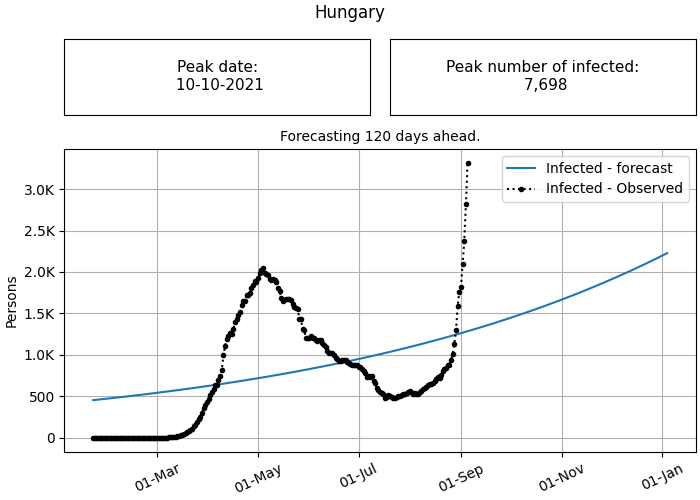 Hungary
Peak date:
10-10-2021
Peak number of infected:
7,698
Forecasting 120 days ahead.
Infected - forecast
Infected - Observed
Persons
3.0K
2.5K
2.0K
1.5K
1.0K
500
0
01-Mar
01-May
01-Jul
01-Sep
01-Nov
01-Jan